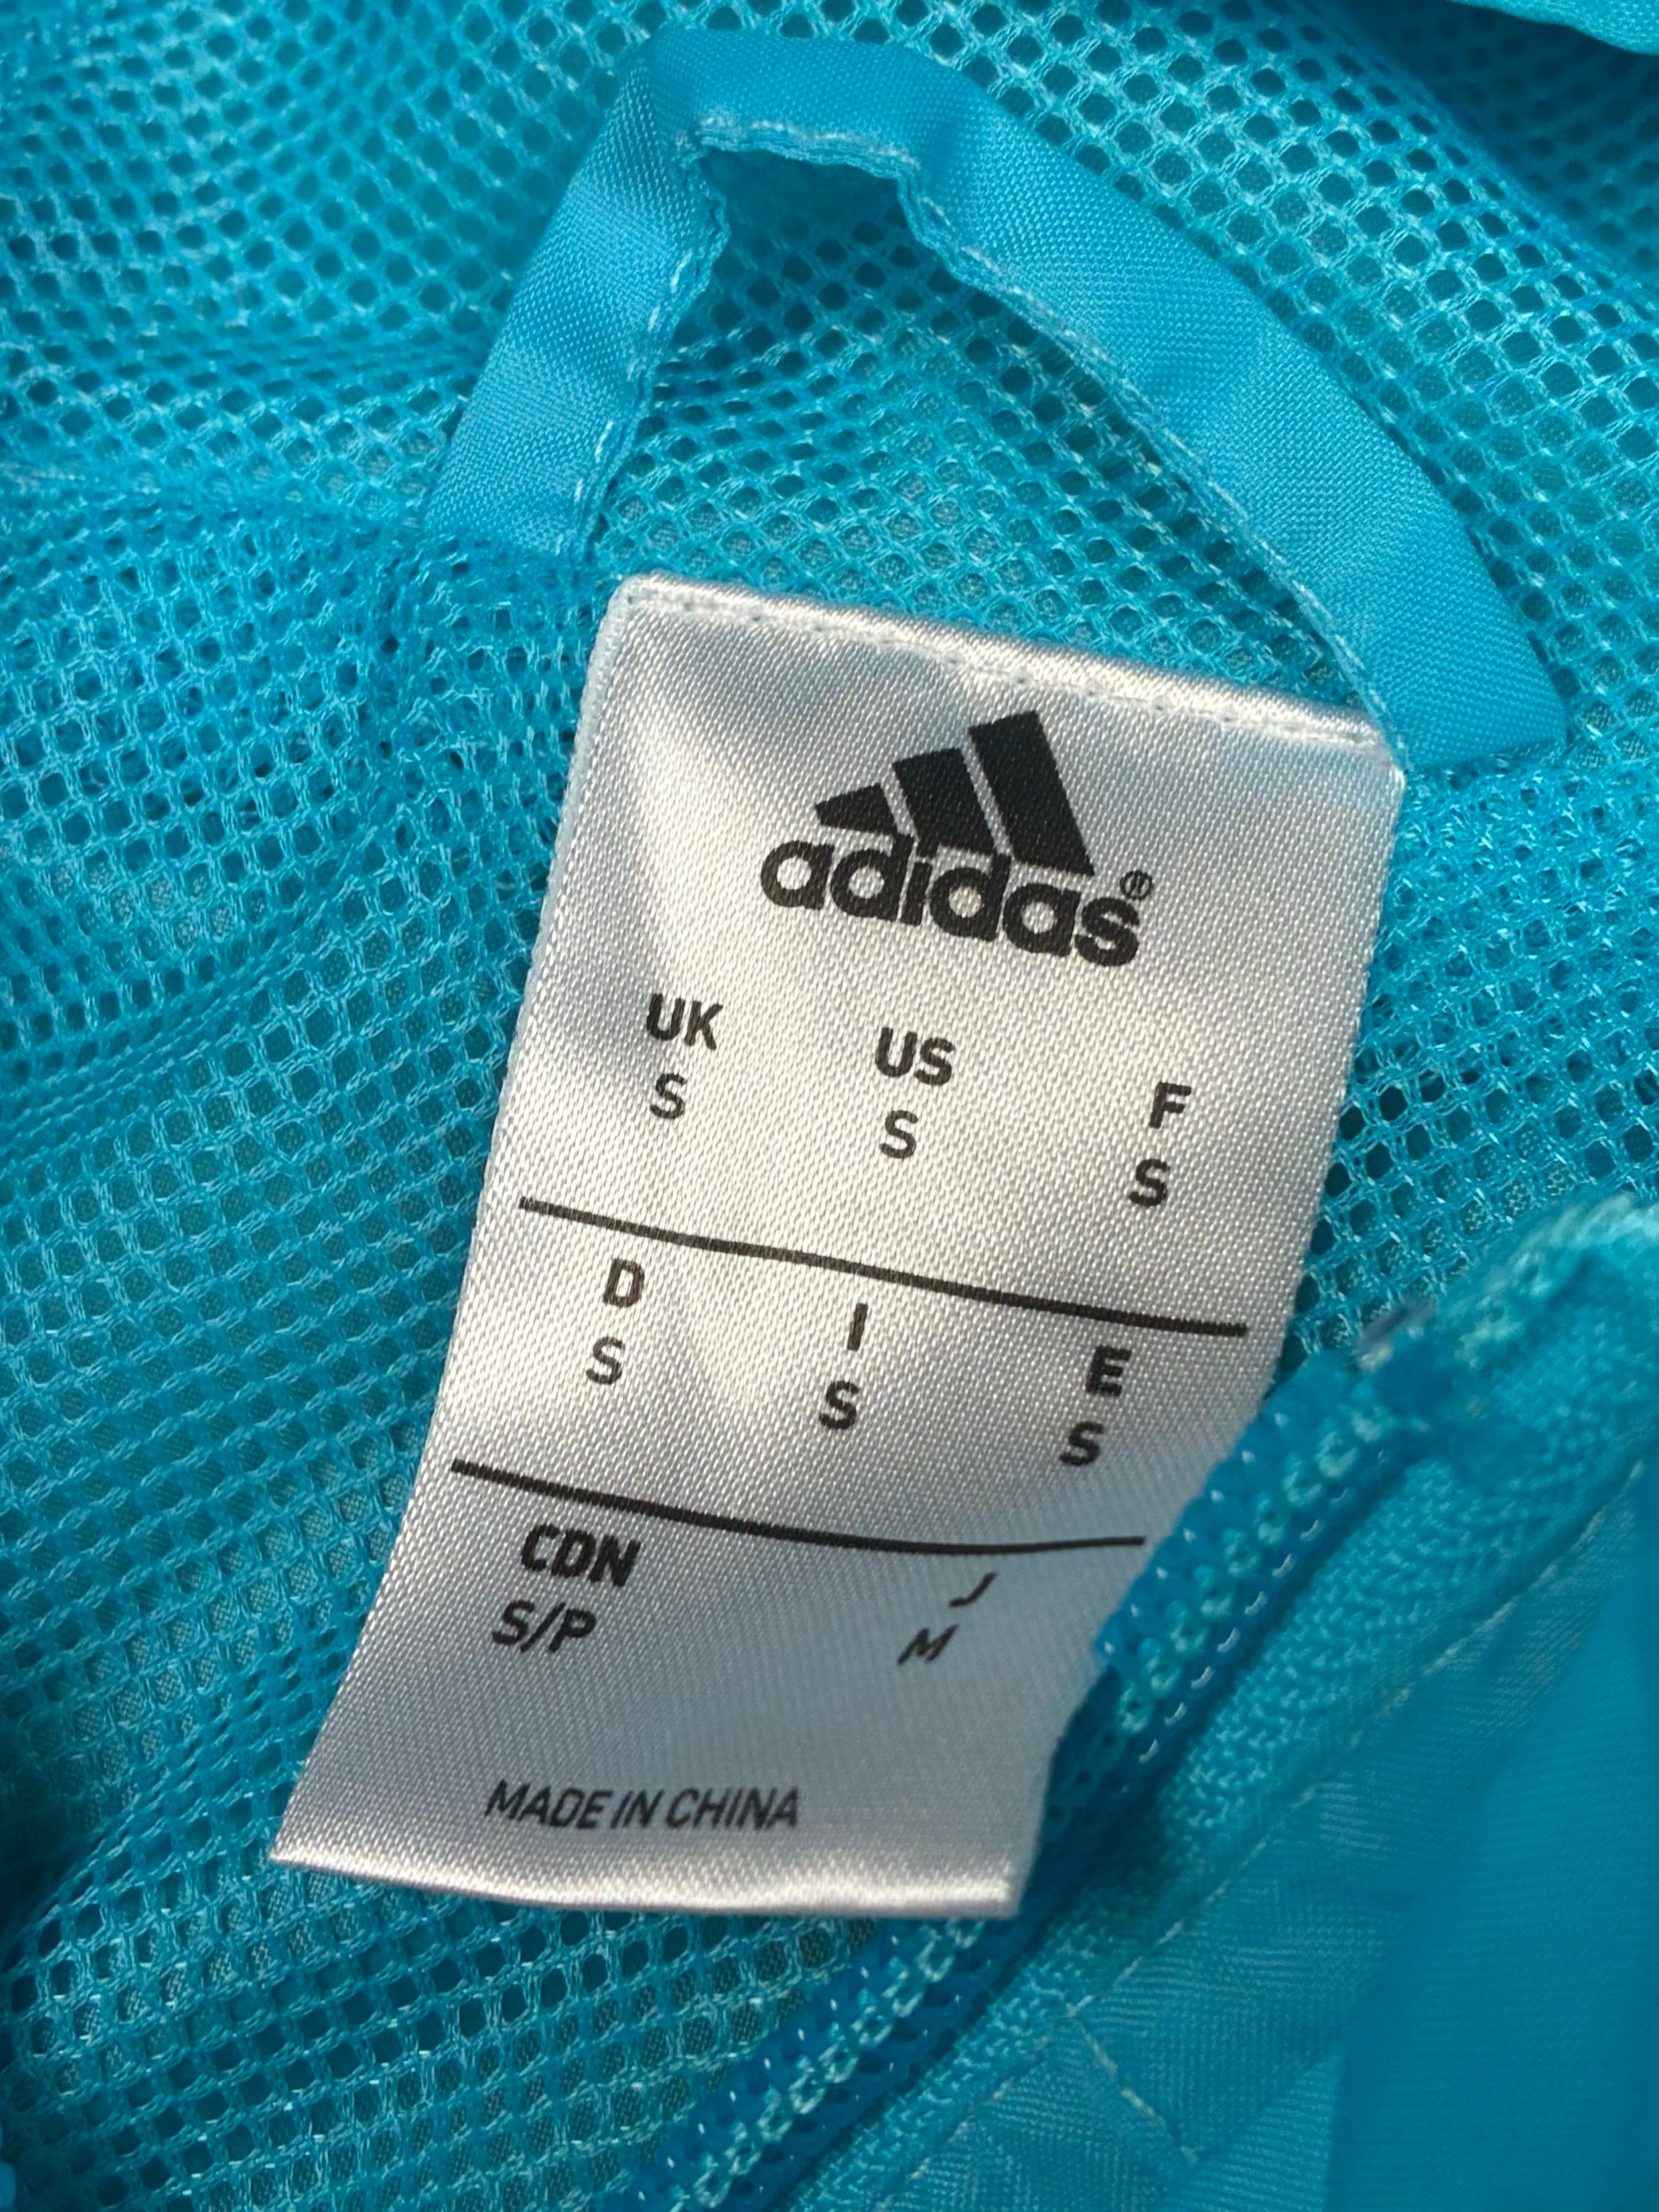 adidas®
UK US F
S S S
D I E
S S S
CDN J
S/P M
MADE IN CHINA